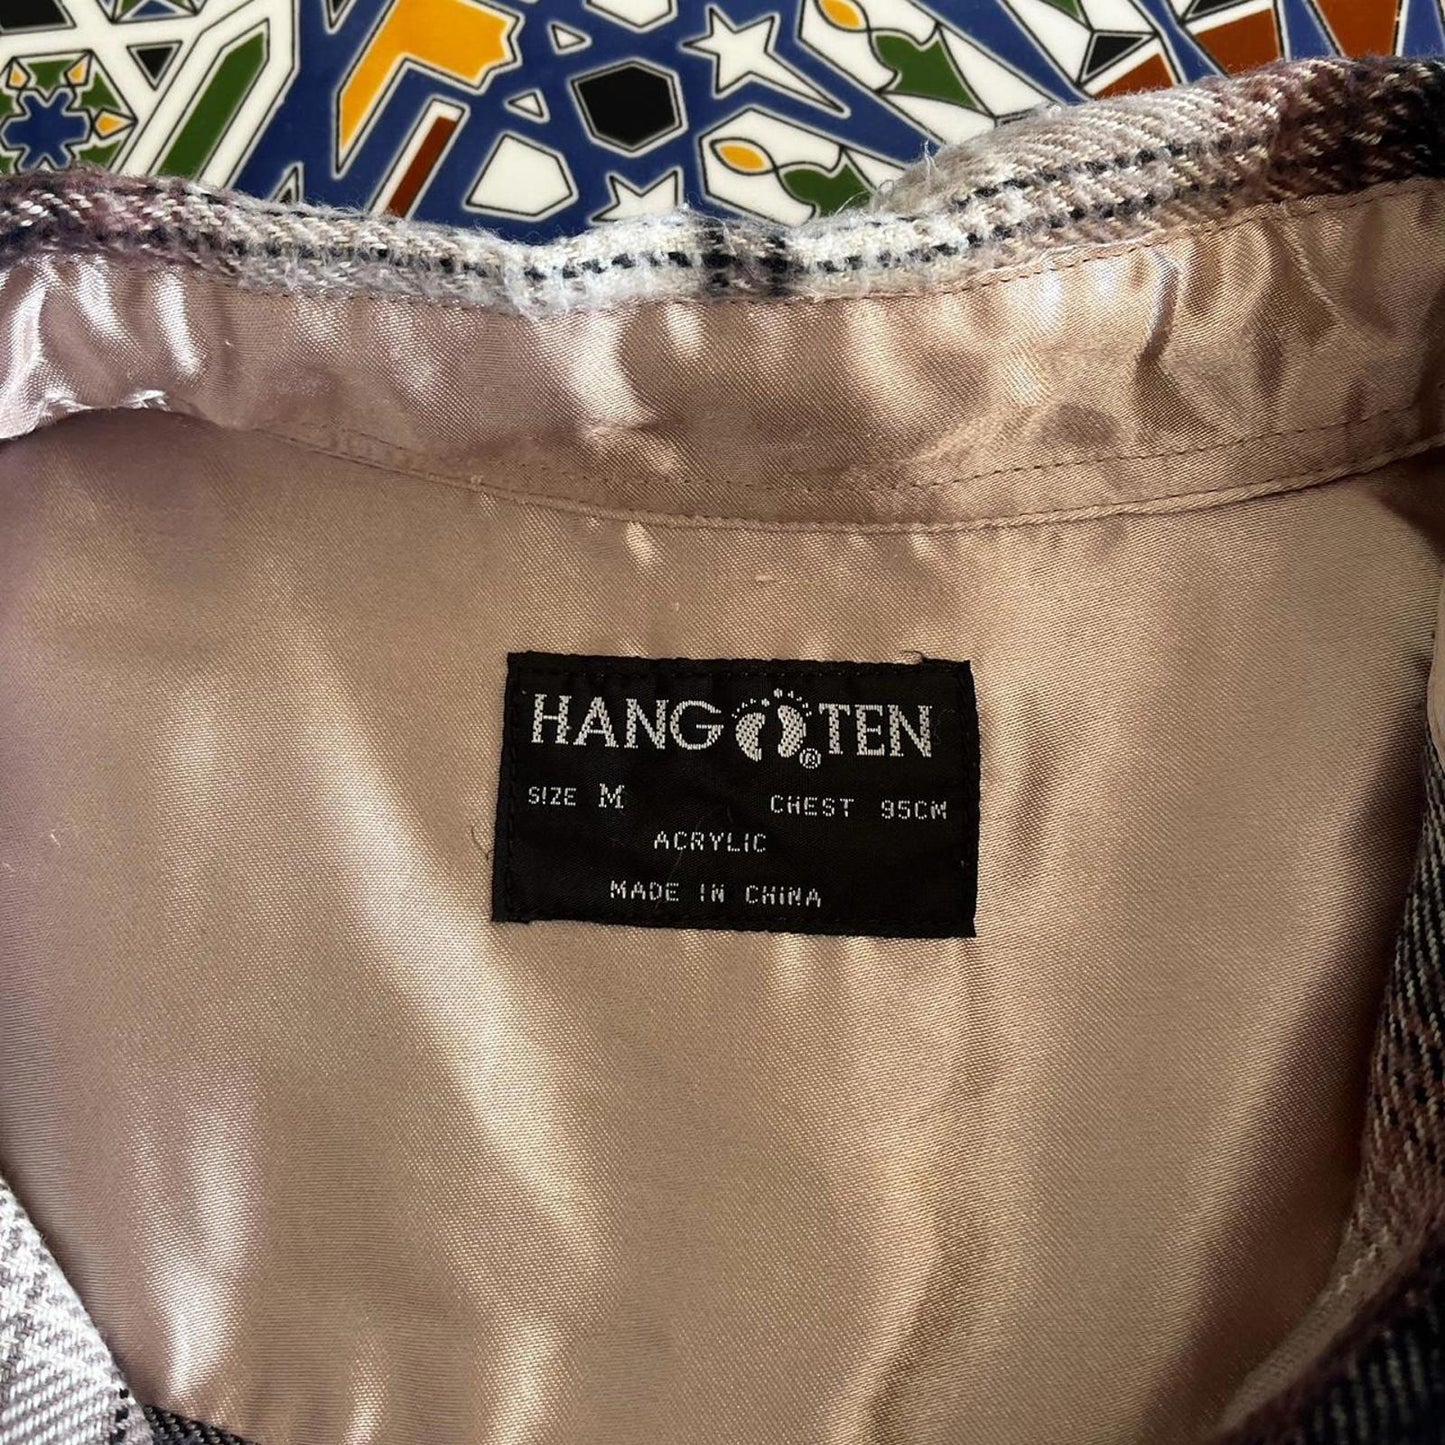 HANG TEN ®
SIZE M CHEST 95CM
ACRYLIC
MADE IN CHINA